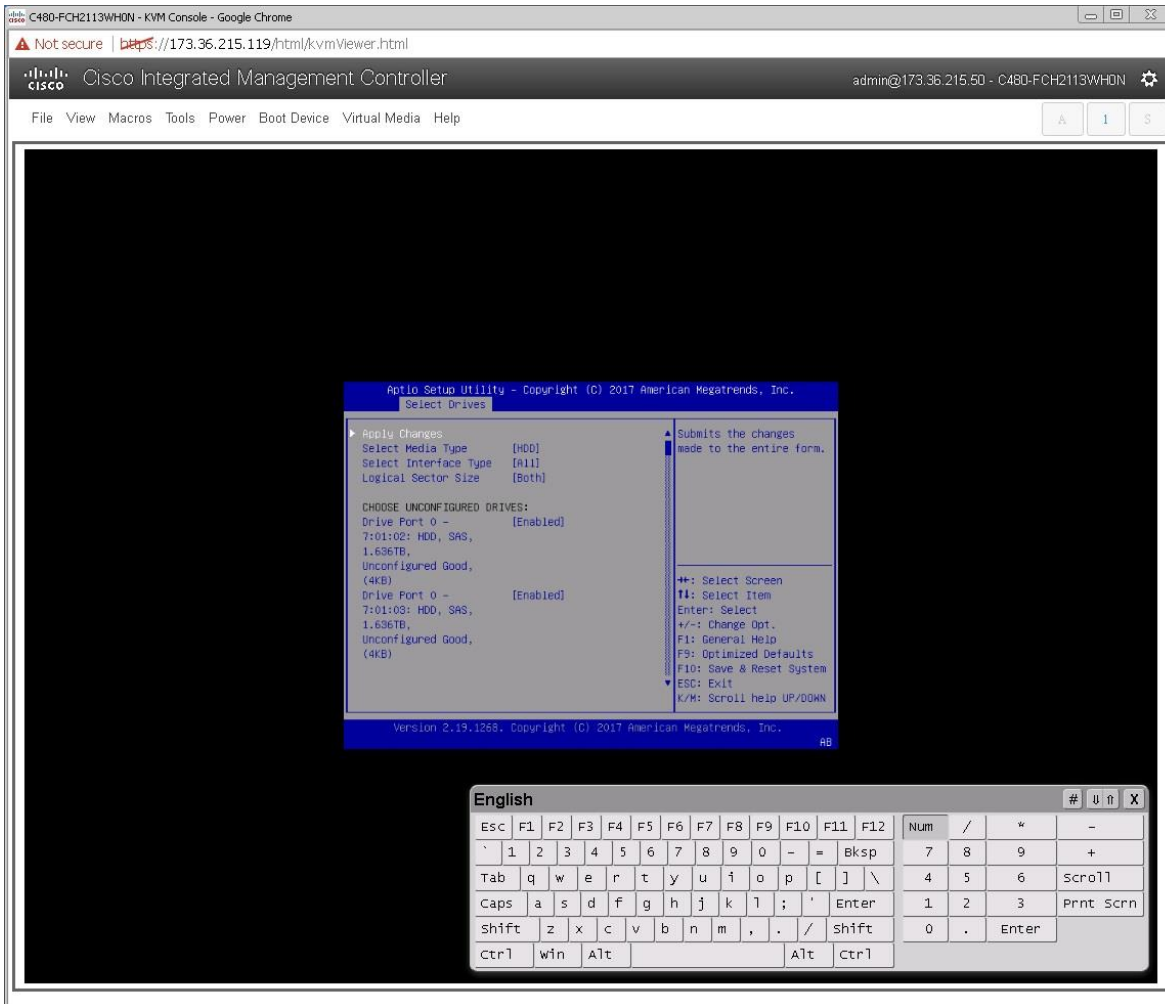 C480-FCH2113WH0N - KVM Console - Google Chrome
Not secure | https://173.36.215.119/html/kvmViewer.html
CISCO Cisco Integrated Management Controller admin@173.36.215.50 - C480-FCH2113WH0N
File View Macros Tools Power Boot Device Virtual Media Help A 1 S
Aptio Setup Utility - Copyright (C) 2017 American Megatrends, Inc.
Select Drives
Apply Changes
Select Media Type [HDD]
Select Interface Type [All]
Logical Sector Size [Both]
CHOOSE UNCONFIGURED DRIVES:
Drive Port 0 - [Enabled]
7:01:02: HDD, SAS,
1.636TB,
Unconfigured Good,
(4KB)
Drive Port 0 - [Enabled]
7:01:03: HDD, SAS,
1.636TB,
Unconfigured Good,
(4KB)
Submits the changes
made to the entire form.
→←: Select Screen
↑↓: Select Item
Enter: Select
+/-: Change Opt.
F1: General Help
F9: Optimized Defaults
F10: Save & Reset System
ESC: Exit
K/M: Scroll help UP/DOWN
Version 2.19.1268. Copyright (C) 2017 American Megatrends, Inc.
AB
English # ⇓⇑ X
Esc F1 F2 F3 F4 F5 F6 F7 F8 F9 F10 F11 F12 Num / * -
` 1 2 3 4 5 6 7 8 9 0 - = Bksp 7 8 9 +
Tab q w e r t y u i o p [ ] \ 4 5 6 Scroll
Caps a s d f g h j k l ; ' Enter 1 2 3 Prnt Scrn
Shift z x c v b n m , . / Shift 0 . Enter
Ctrl Win Alt Alt Ctrl